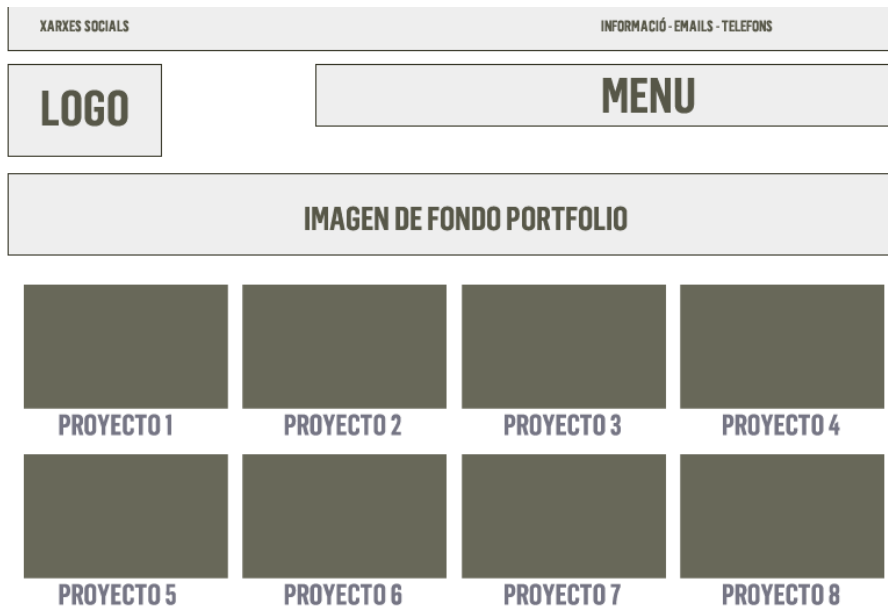 XARXES SOCIALS
INFORMACIÓ - EMAILS - TELEFONS
LOGO
MENU
IMAGEN DE FONDO PORTFOLIO
PROYECTO 1
PROYECTO 2
PROYECTO 3
PROYECTO 4
PROYECTO 5
PROYECTO 6
PROYECTO 7
PROYECTO 8